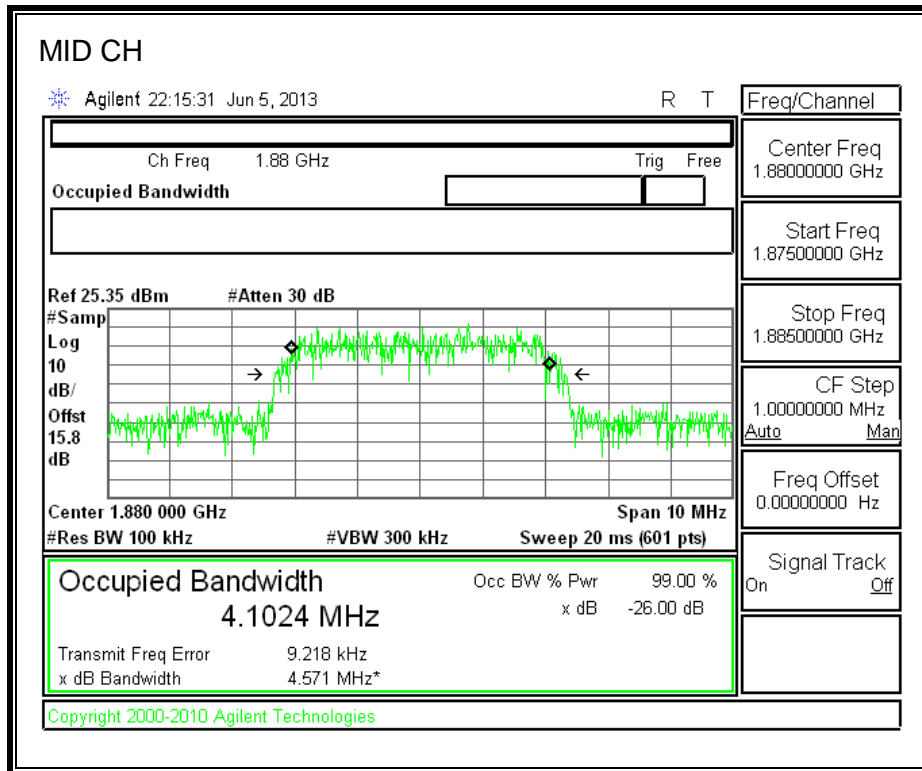 MID CH
Agilent 22:15:31 Jun 5, 2013 R T
Freq/Channel
Ch Freq 1.88 GHz Trig Free
Occupied Bandwidth
Center Freq
1.88000000 GHz
Start Freq
1.87500000 GHz
Stop Freq
1.88500000 GHz
CF Step
1.00000000 MHz
Auto Man
Freq Offset
0.00000000 Hz
Signal Track
On Off
Ref 25.35 dBm #Atten 30 dB
#Samp
Log
10
dB/
Offst
15.8
dB
Center 1.880 000 GHz Span 10 MHz
#Res BW 100 kHz #VBW 300 kHz Sweep 20 ms (601 pts)
Occupied Bandwidth Occ BW % Pwr 99.00 %
4.1024 MHz x dB -26.00 dB
Transmit Freq Error 9.218 kHz
x dB Bandwidth 4.571 MHz*
Copyright 2000-2010 Agilent Technologies